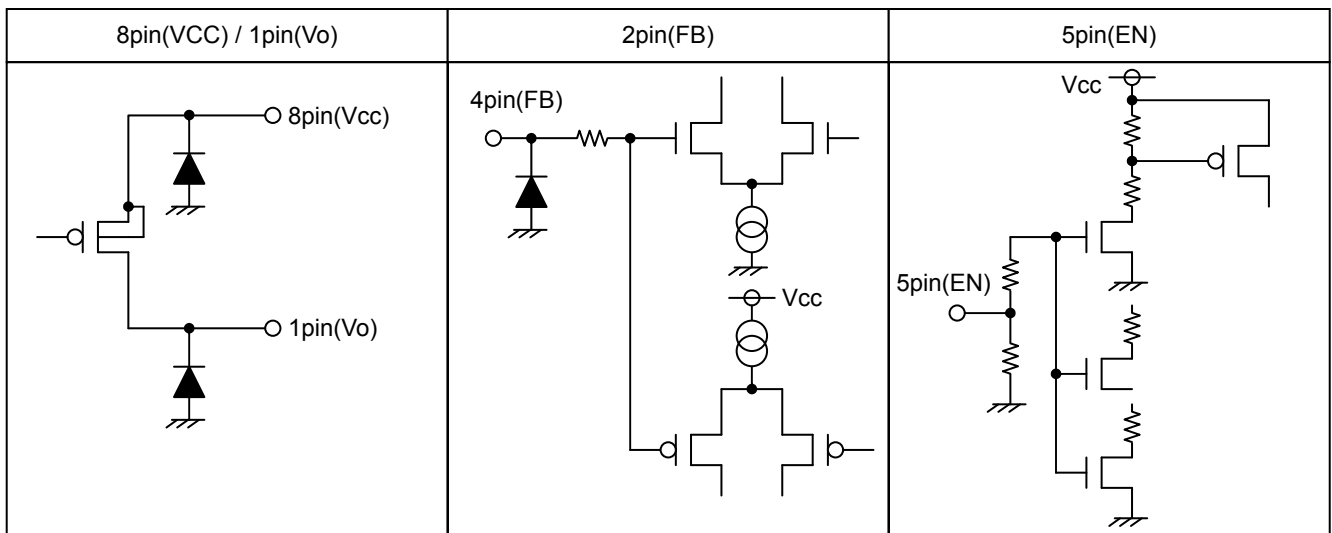 8pin(VCC) / 1pin(Vo)
2pin(FB)
5pin(EN)
8pin(Vcc)
1pin(Vo)
4pin(FB)
Vcc
Vcc
5pin(EN)